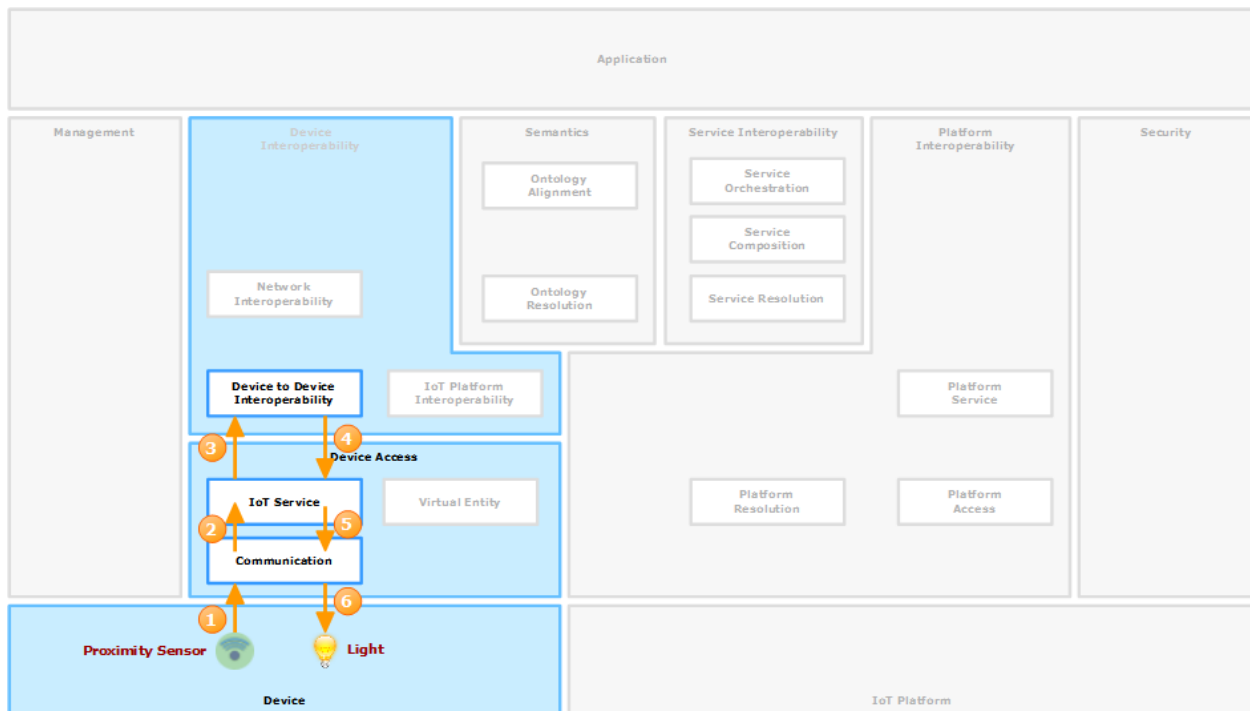 Application
Management
Device
Interoperability
Semantics
Service Interoperability
Platform
Interoperability
Security
Ontology
Alignment
Service
Orchestration
Service
Composition
Network
Interoperability
Ontology
Resolution
Service Resolution
Device to Device
Interoperability
IoT Platform
Interoperability
Platform
Service
3
4
Device Access
IoT Service
Virtual Entity
Platform
Resolution
Platform
Access
2
5
Communication
1
6
Proximity Sensor
Light
Device
IoT Platform